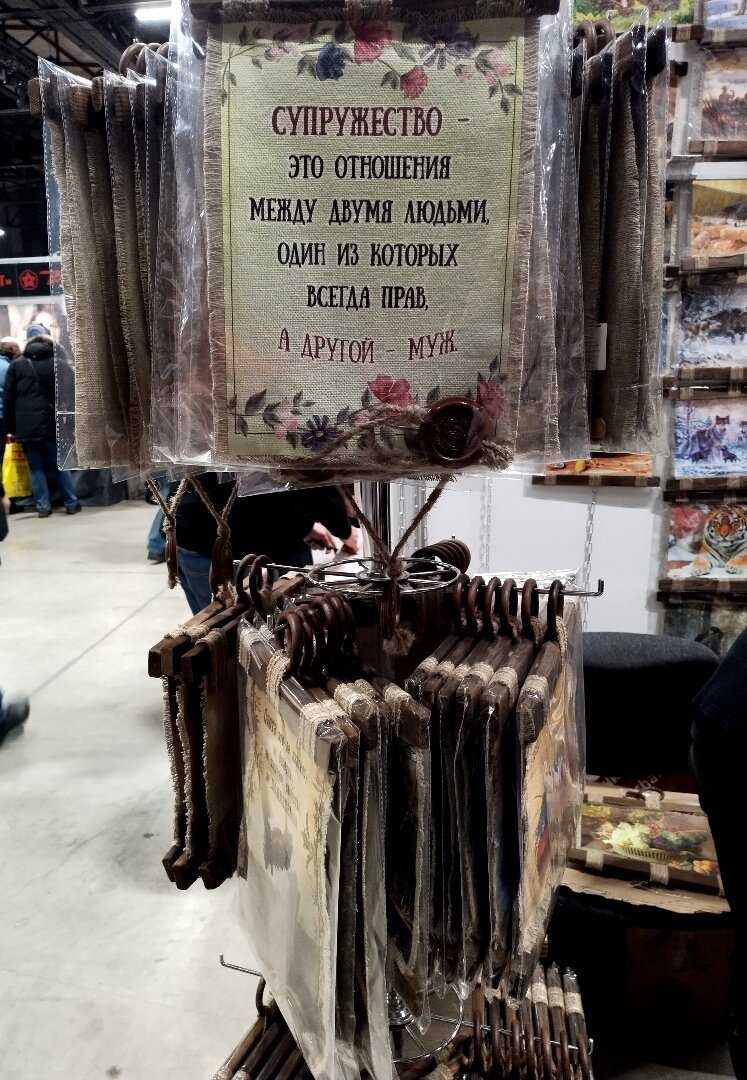 СУПРУЖЕСТВО -
ЭТО ОТНОШЕНИЯ
МЕЖДУ ДВУМЯ ЛЮДЬМИ,
ОДИН ИЗ КОТОРЫХ
ВСЕГДА ПРАВ,
А ДРУГОЙ - МУЖ.